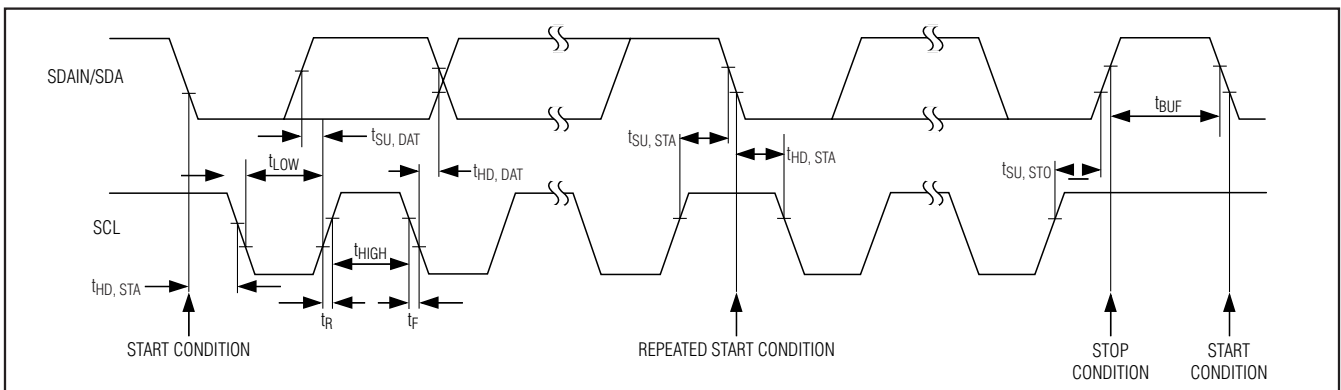 SDAIN/SDA
tSU, DAT
tBUF
tSU, STA
tLOW
tHD, STA
tHD, DAT
tSU, STO
SCL
tHIGH
tHD, STA
tR
tF
START CONDITION
REPEATED START CONDITION
STOP
CONDITION
START
CONDITION